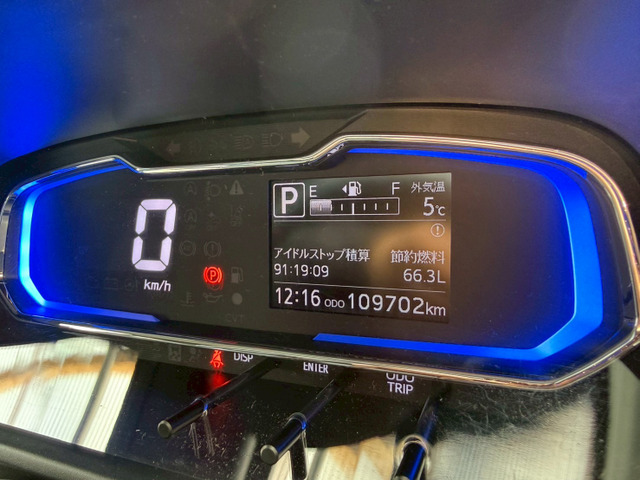 P E F 外気温
5℃
0
km/h
アイドルストップ積算 節約燃料
91:19:09 66.3L
12:16 ODO 109702km
(P)
DISP
ENTER
ODO
TRIP